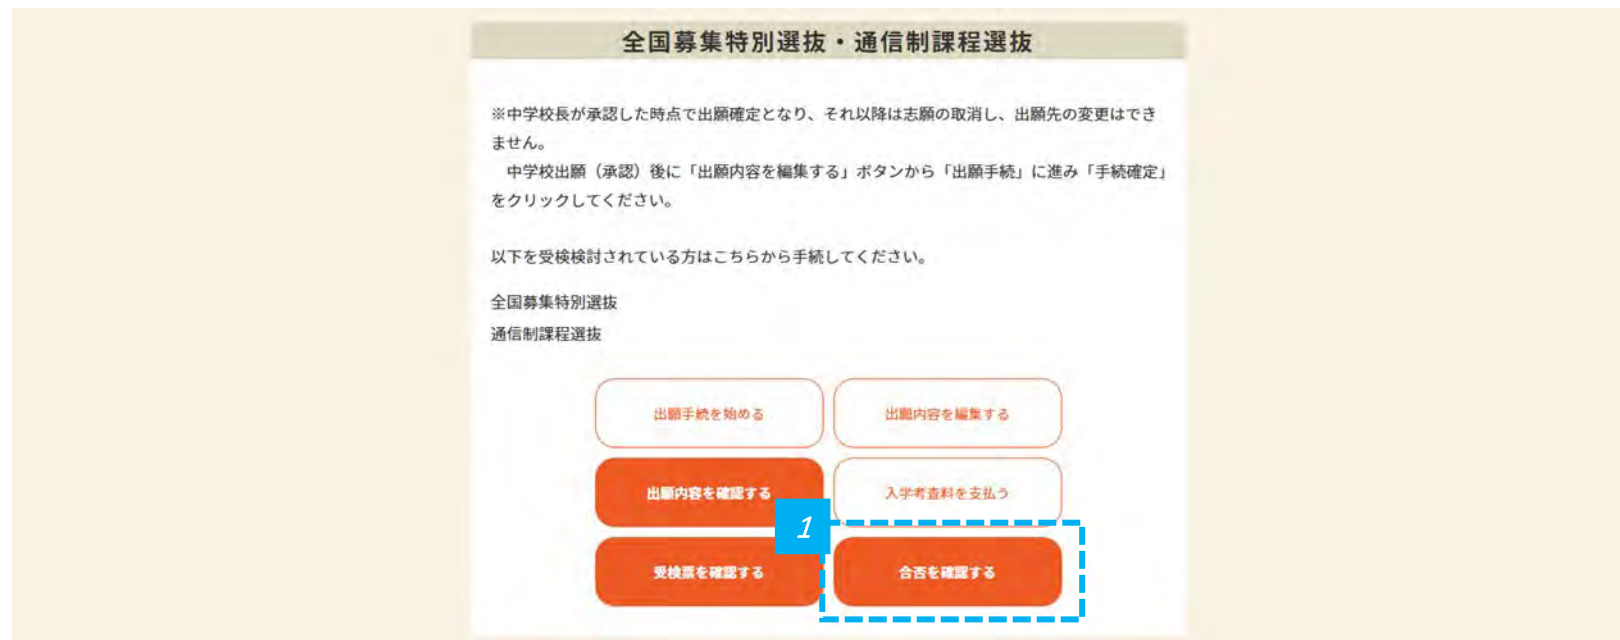 全国募集特別選抜・通信制課程選抜
※中学校長が承認した時点で出願確定となり、それ以降は志願の取消し、出願先の変更はでき
ません。
中学校出願（承認）後に「出願内容を編集する」ボタンから「出願手続」に進み「手続確定」
をクリックしてください。
以下を受検検討されている方はこちらから手続してください。
全国募集特別選抜
通信制課程選抜
出願手続を始める
出願内容を編集する
出願内容を確認する
入学考査料を支払う
1
受検票を確認する
合否を確認する